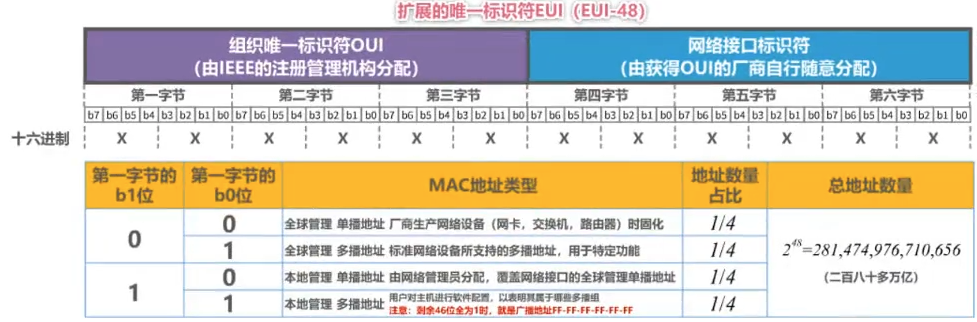 扩展的唯一标识符EUI（EUI-48）
组织唯一标识符OUI
（由IEEE的注册管理机构分配）
网络接口标识符
（由获得OUI的厂商自行随意分配）
第一字节 第二字节 第三字节 第四字节 第五字节 第六字节
b7 b6 b5 b4 b3 b2 b1 b0 b7 b6 b5 b4 b3 b2 b1 b0 b7 b6 b5 b4 b3 b2 b1 b0 b7 b6 b5 b4 b3 b2 b1 b0 b7 b6 b5 b4 b3 b2 b1 b0 b7 b6 b5 b4 b3 b2 b1 b0
十六进制 X X X X X X X X X X X X
第一字节的b1位 第一字节的b0位 MAC地址类型 地址数量占比 总地址数量
0 0 全球管理 单播地址 厂商生产网络设备（网卡，交换机，路由器）时固化 1/4
1 全球管理 多播地址 标准网络设备所支持的多播地址，用于特定功能 1/4
1 0 本地管理 单播地址 由网络管理员分配，覆盖网络接口的全球管理单播地址 1/4
1 本地管理 多播地址 用户对主机进行软件配置，以表明其属于哪些多播组
注意：剩余46位全为1时，就是广播地址FF-FF-FF-FF-FF-FF 1/4
2^48=281,474,976,710,656
（二百八十多万亿）